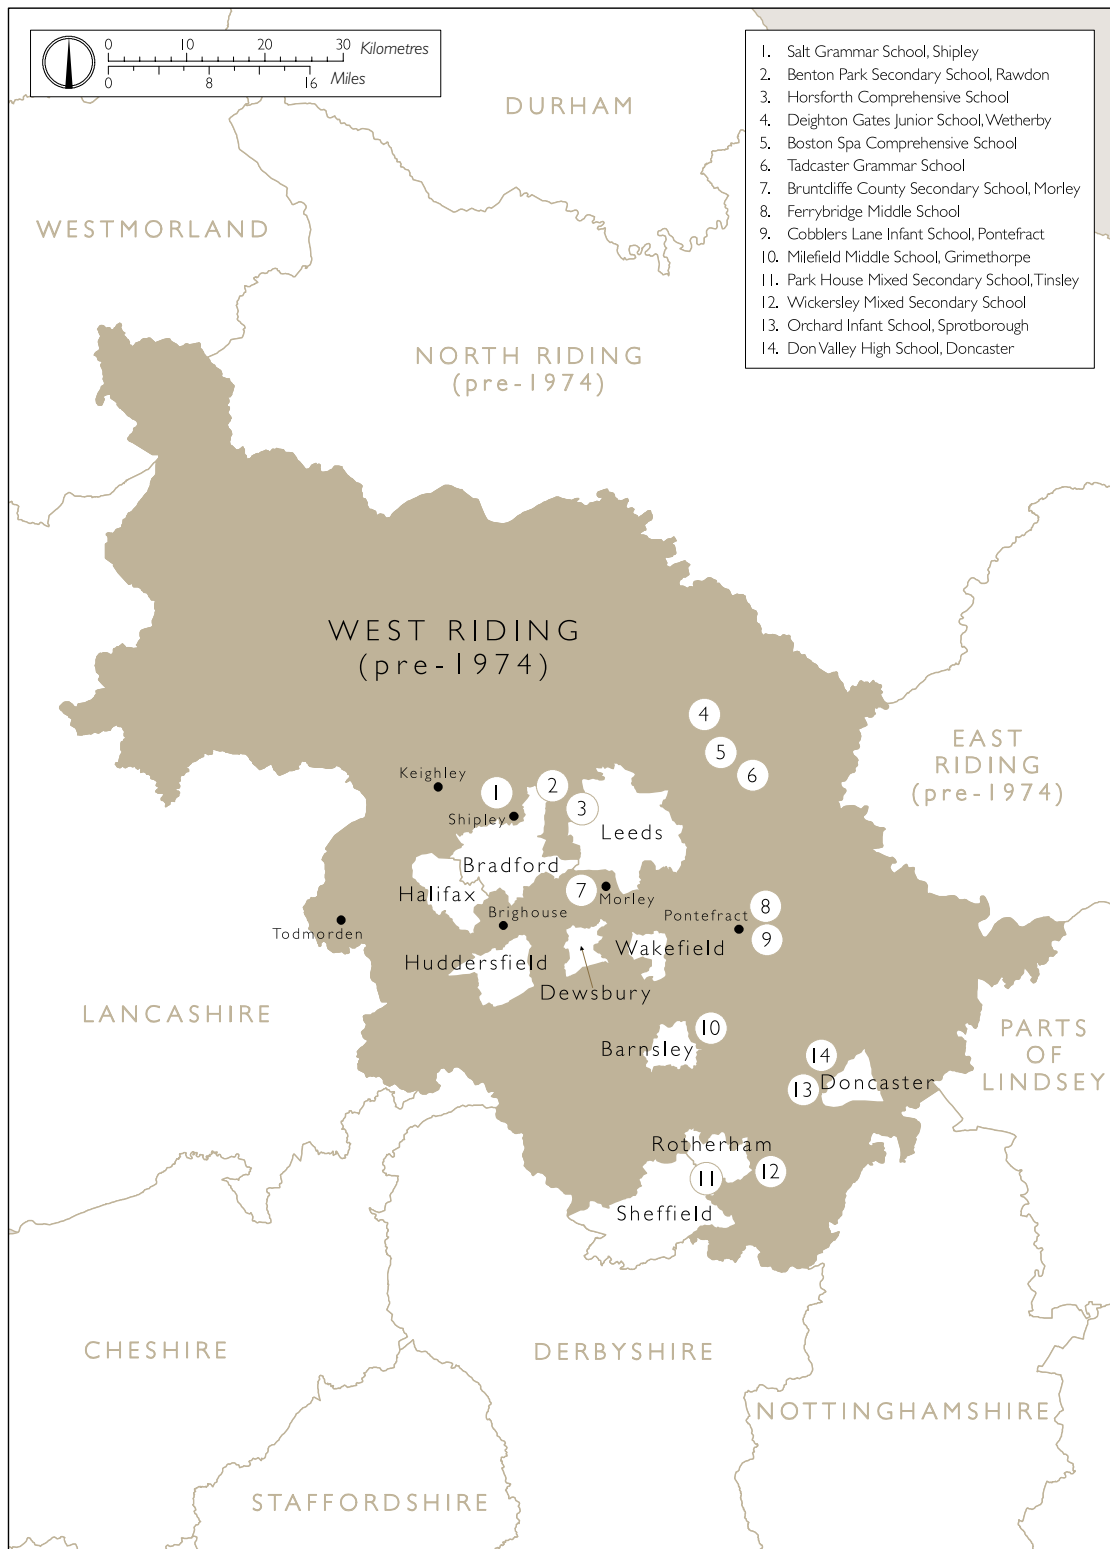 0 10 20 30 Kilometres
0 8 16 Miles
1. Salt Grammar School, Shipley
2. Benton Park Secondary School, Rawdon
3. Horsforth Comprehensive School
4. Deighton Gates Junior School, Wetherby
5. Boston Spa Comprehensive School
6. Tadcaster Grammar School
7. Bruntcliffe County Secondary School, Morley
8. Ferrybridge Middle School
9. Cobblers Lane Infant School, Pontefract
10. Milefield Middle School, Grimethorpe
11. Park House Mixed Secondary School, Tinsley
12. Wickersley Mixed Secondary School
13. Orchard Infant School, Sprotborough
14. Don Valley High School, Doncaster
DURHAM
WESTMORLAND
NORTH RIDING
(pre-1974)
WEST RIDING
(pre-1974)
4
5
6
EAST
RIDING
(pre-1974)
Keighley
1
2
3
Shipley
Leeds
Bradford
Halifax
7
Morley
Brighouse
Pontefract
8
9
Todmorden
Huddersfield
Wakefield
Dewsbury
LANCASHIRE
10
Barnsley
PARTS
OF
LINDSEY
14
13
Doncaster
Rotherham
11
12
Sheffield
CHESHIRE
DERBYSHIRE
NOTTINGHAMSHIRE
STAFFORDSHIRE